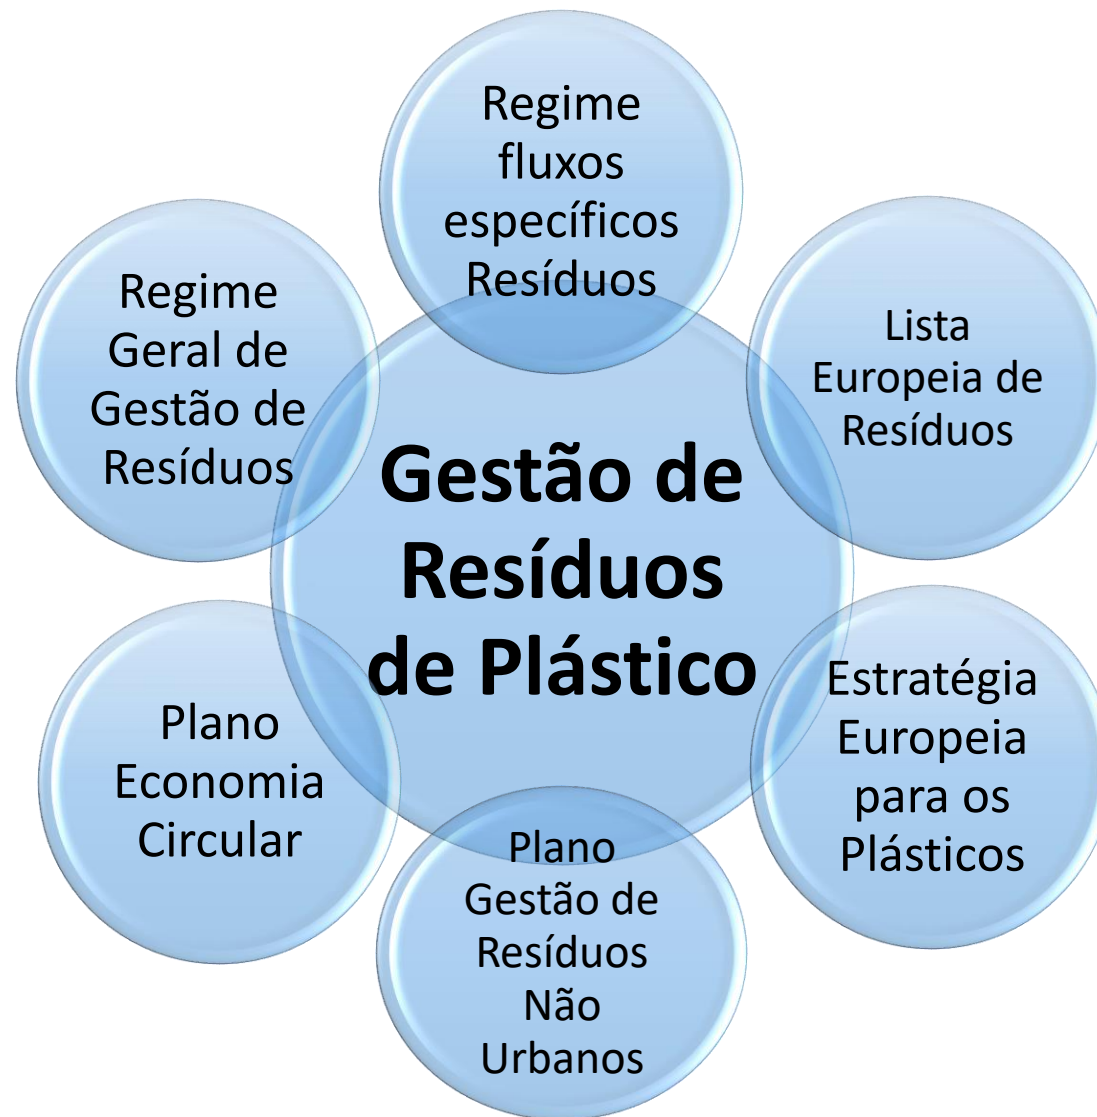 Regime
fluxos
específicos
Resíduos
Regime
Geral de
Gestão de
Resíduos
Lista
Europeia de
Resíduos
Gestão de
Resíduos
de Plástico
Plano
Economia
Circular
Estratégia
Europeia
para os
Plásticos
Plano
Gestão de
Resíduos
Não
Urbanos